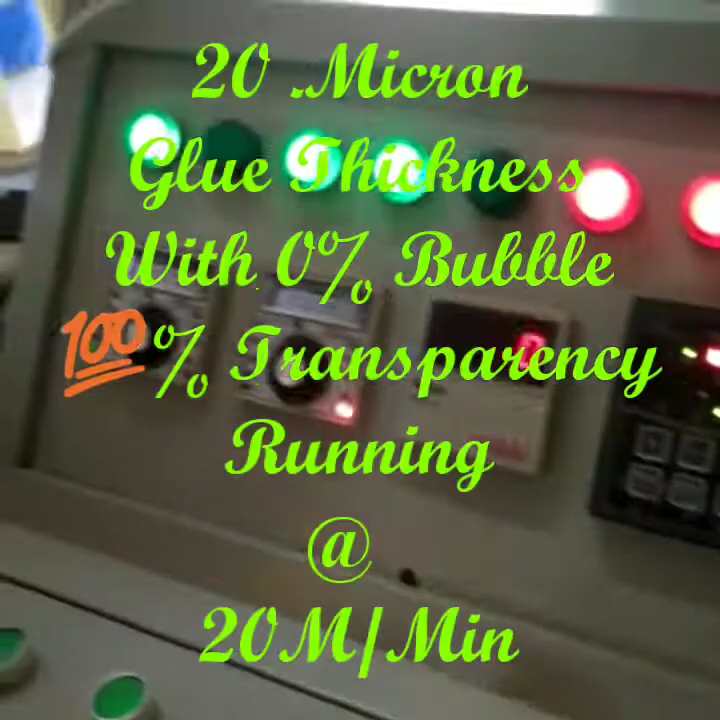 20 .Micron
Glue Thickness
With 0% Bubble
💯% Transparency
Running
@
20M/Min